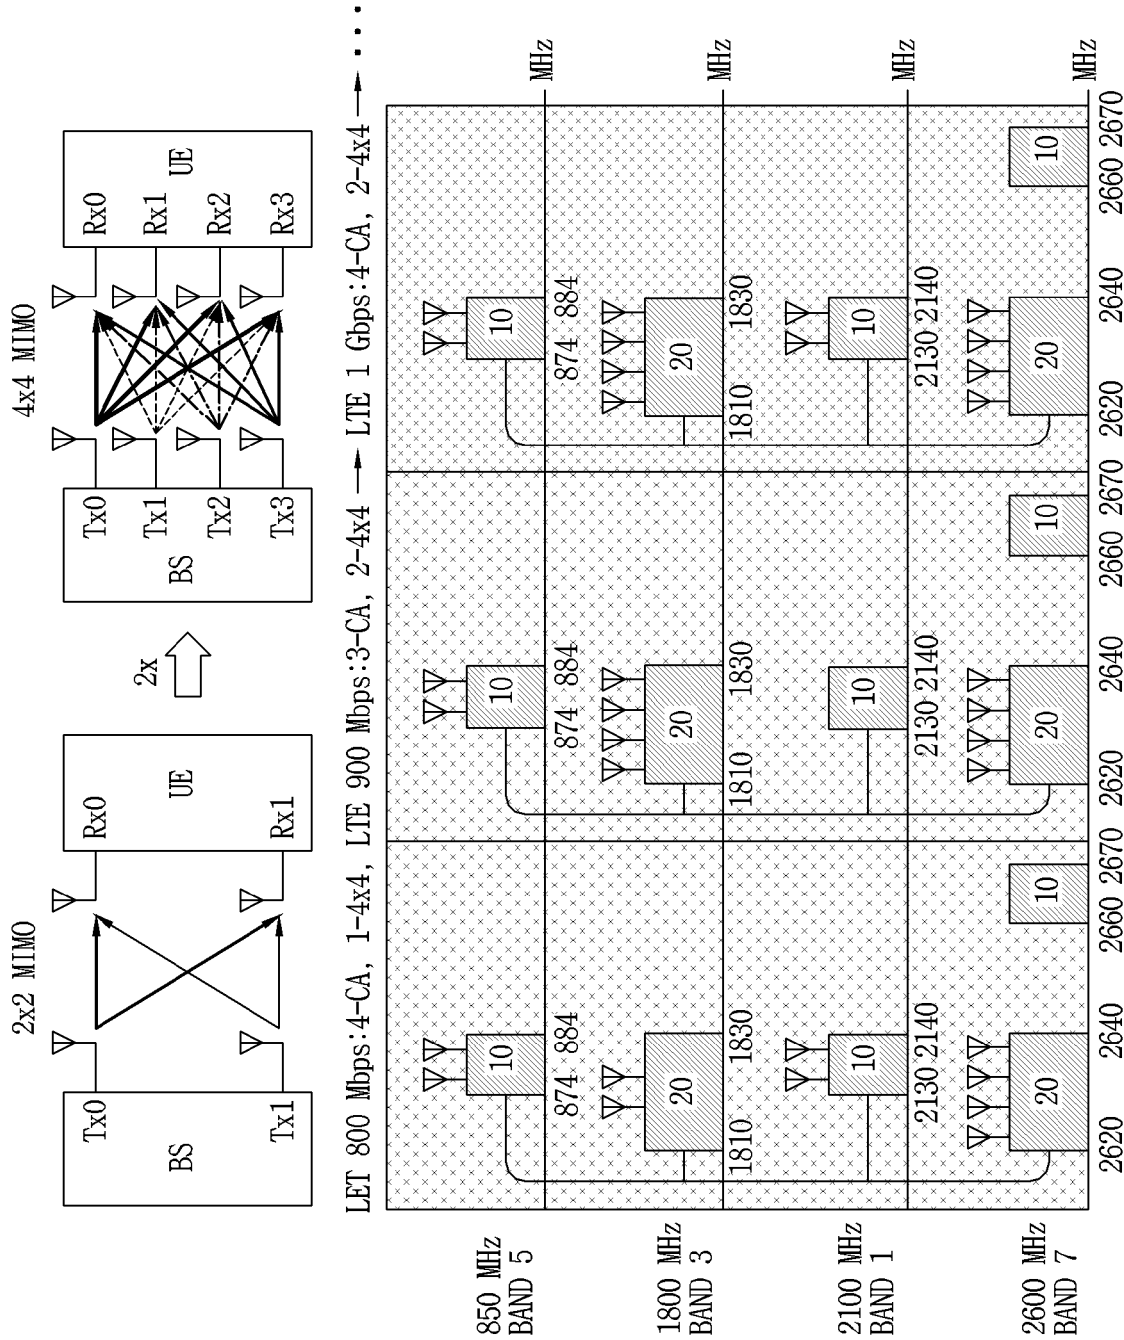 2x2 MIMO
4x4 MIMO
BS
Tx0
Tx1
Rx0
Rx1
UE
2x
BS
Tx0
Tx1
Tx2
Tx3
Rx0
Rx1
Rx2
Rx3
UE
LET 800 Mbps:4-CA, 1-4x4, LTE 900 Mbps:3-CA, 2-4x4 LTE 1 Gbps:4-CA, 2-4x4 ...
850 MHz
BAND 5
10
10
10
874 884
874 884
874 884
MHz
1800 MHz
BAND 3
20
20
20
1810 1830
1810 1830
1810 1830
MHz
2100 MHz
BAND 1
10
10
10
2130 2140
2130 2140
2130 2140
MHz
2600 MHz
BAND 7
20
10
20
10
20
10
2620 2640 2660 2670
2620 2640 2660 2670
2620 2640 2660 2670
MHz